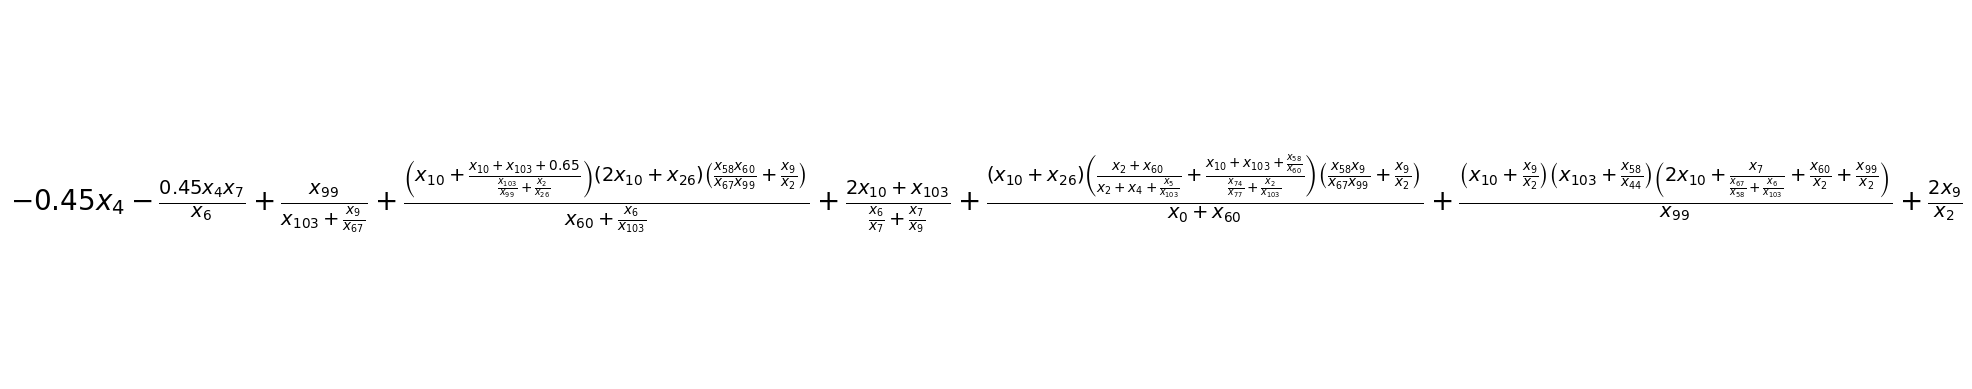 $-0.45x_4 - \frac{0.45x_4x_7}{x_6} + \frac{x_{99}}{x_{103} + \frac{x_9}{x_{67}}} + \frac{\left(x_{10} + \frac{x_{10} + x_{103} + 0.65}{\frac{x_{103}}{x_{99}} + \frac{x_2}{x_{26}}}\right)(2x_{10} + x_{26})\left(\frac{x_{58}x_{60}}{x_{67}x_{99}} + \frac{x_9}{x_2}\right)}{x_{60} + \frac{x_6}{x_{103}}} + \frac{2x_{10} + x_{103}}{\frac{x_6}{x_7} + \frac{x_7}{x_9}} + \frac{(x_{10} + x_{26})\left(\frac{x_2 + x_{60}}{x_2 + x_4 + \frac{x_5}{x_{103}}} + \frac{x_{10} + x_{103} + \frac{x_{58}}{x_{60}}}{\frac{x_{74}}{x_{77}} + \frac{x_2}{x_{103}}}\right)\left(\frac{x_{58}x_9}{x_{67}x_{99}} + \frac{x_9}{x_2}\right)}{x_0 + x_{60}} + \frac{\left(x_{10} + \frac{x_9}{x_2}\right)\left(x_{103} + \frac{x_{58}}{x_{44}}\right)\left(2x_{10} + \frac{x_7}{\frac{x_{67}}{x_{58}} + \frac{x_6}{x_{103}}} + \frac{x_{60}}{x_2} + \frac{x_{99}}{x_2}\right)}{x_{99}} + \frac{2x_9}{x_2}$